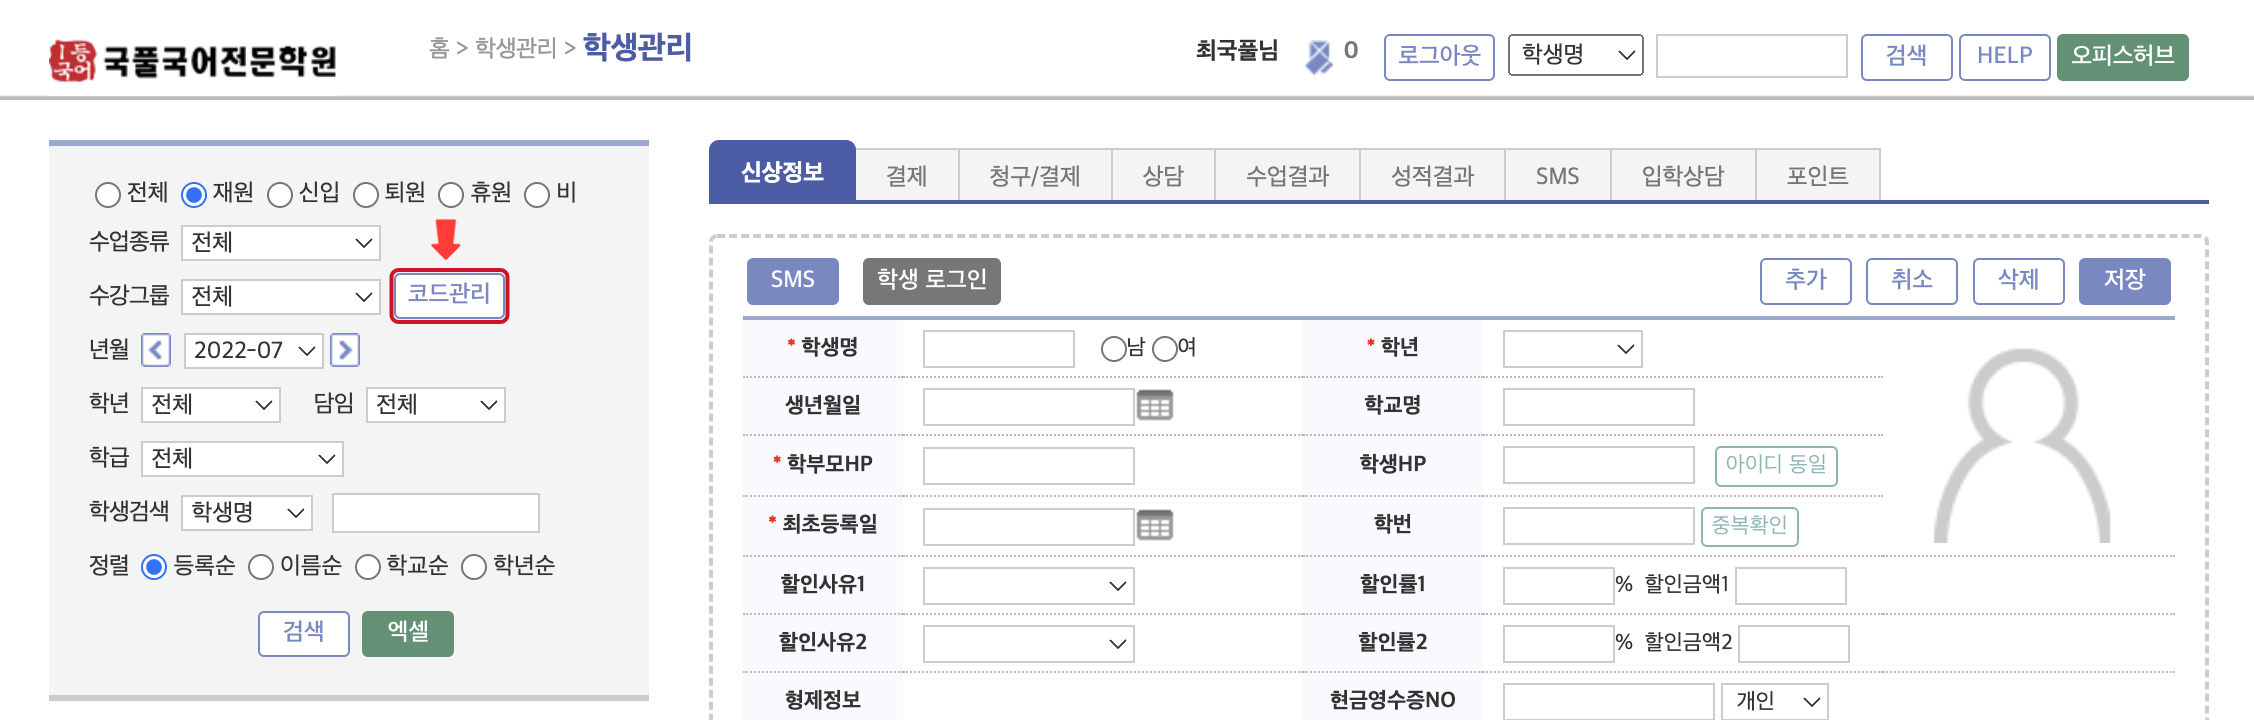 1등국어 국풀국어전문학원
홈 > 학생관리 > 학생관리
최국풀님 0 로그아웃 학생명 검색 HELP 오피스허브
전체 재원 신입 퇴원 휴원 비
수업종류 전체
수강그룹 전체 코드관리
년월 2022-07
학년 전체 담임 전체
학급 전체
학생검색 학생명
정렬 등록순 이름순 학교순 학년순
검색 엑셀
신상정보 결제 청구/결제 상담 수업결과 성적결과 SMS 입학상담 포인트
SMS 학생 로그인 추가 취소 삭제 저장
* 학생명 남 여 * 학년
생년월일 학교명
* 학부모HP 학생HP 아이디 동일
* 최초등록일 학번 중복확인
할인사유1 할인률1 % 할인금액1
할인사유2 할인률2 % 할인금액2
형제정보 현금영수증NO 개인